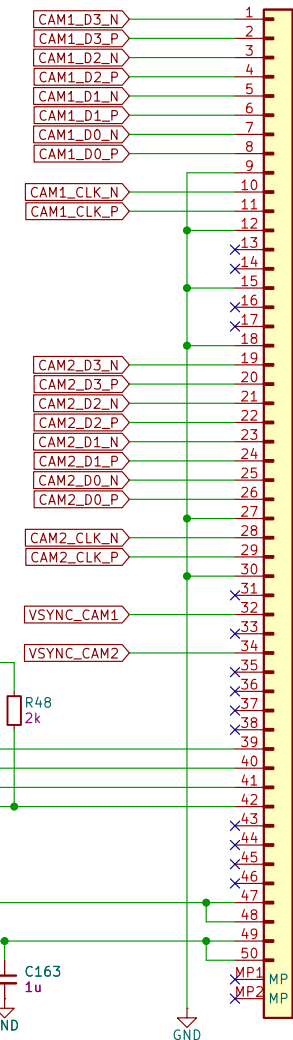 CAM1_D3_N 1
CAM1_D3_P 2
CAM1_D2_N 3
CAM1_D2_P 4
CAM1_D1_N 5
CAM1_D1_P 6
CAM1_D0_N 7
CAM1_D0_P 8
9
CAM1_CLK_N 10
CAM1_CLK_P 11
12
13
14
15
16
17
18
CAM2_D3_N 19
CAM2_D3_P 20
CAM2_D2_N 21
CAM2_D2_P 22
CAM2_D1_N 23
CAM2_D1_P 24
CAM2_D0_N 25
CAM2_D0_P 26
27
CAM2_CLK_N 28
CAM2_CLK_P 29
30
31
VSYNC_CAM1 32
33
VSYNC_CAM2 34
35
36
R48 37
2k 38
39
40
41
42
43
44
45
46
47
48
49
50
C163 MP1 MP
1u MP2 MP
ND GND